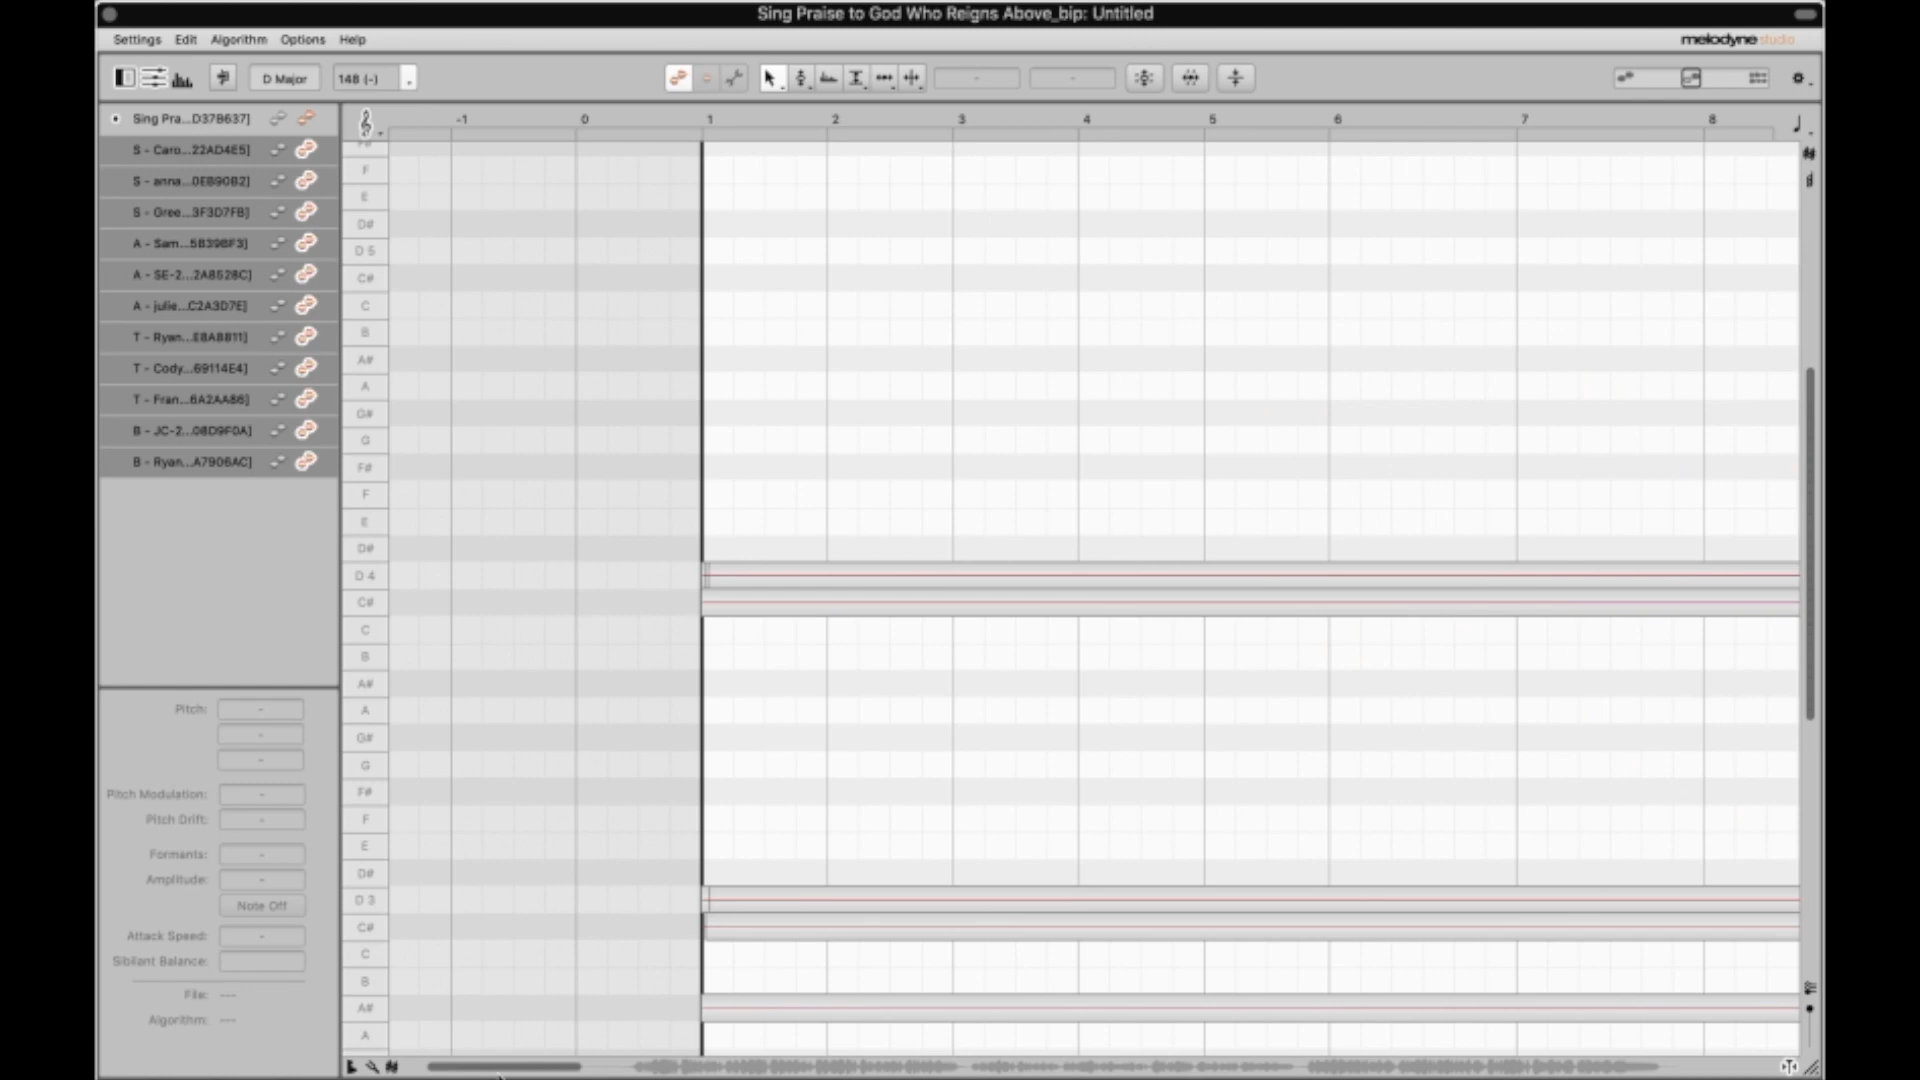 Sing Praise to God Who Reigns Above_bip: Untitled
Settings Edit Algorithm Options Help
melodyne studio
D Major 148 (-) - -
Sing Pra...D37B637]
S - Caro...22AD4E5]
S - anna...0EB90B2]
S - Gree...3F3D7FB]
A - Sam...5B39BF3]
A - SE-2...2A8528C]
A - julie...C2A3D7E]
T - Ryan...EBA8811]
T - Cody...69114E4]
T - Fran...6A2AA86]
B - JC-2...08D9F0A]
B - Ryan...A7906AC]
-1 0 1 2 3 4 5 6 7 8
F#
F
E
D#
D 5
C#
C
B
A#
A
G#
G
F#
F
E
D#
D 4
C#
C
B
A#
A
G#
G
F#
F
E
D#
D 3
C#
C
B
A#
A
Pitch: -
-
-
Pitch Modulation: -
Pitch Drift: -
Formants: -
Amplitude: -
Note Off
Attack Speed: -
Sibilant Balance:
File: ---
Algorithm: ---